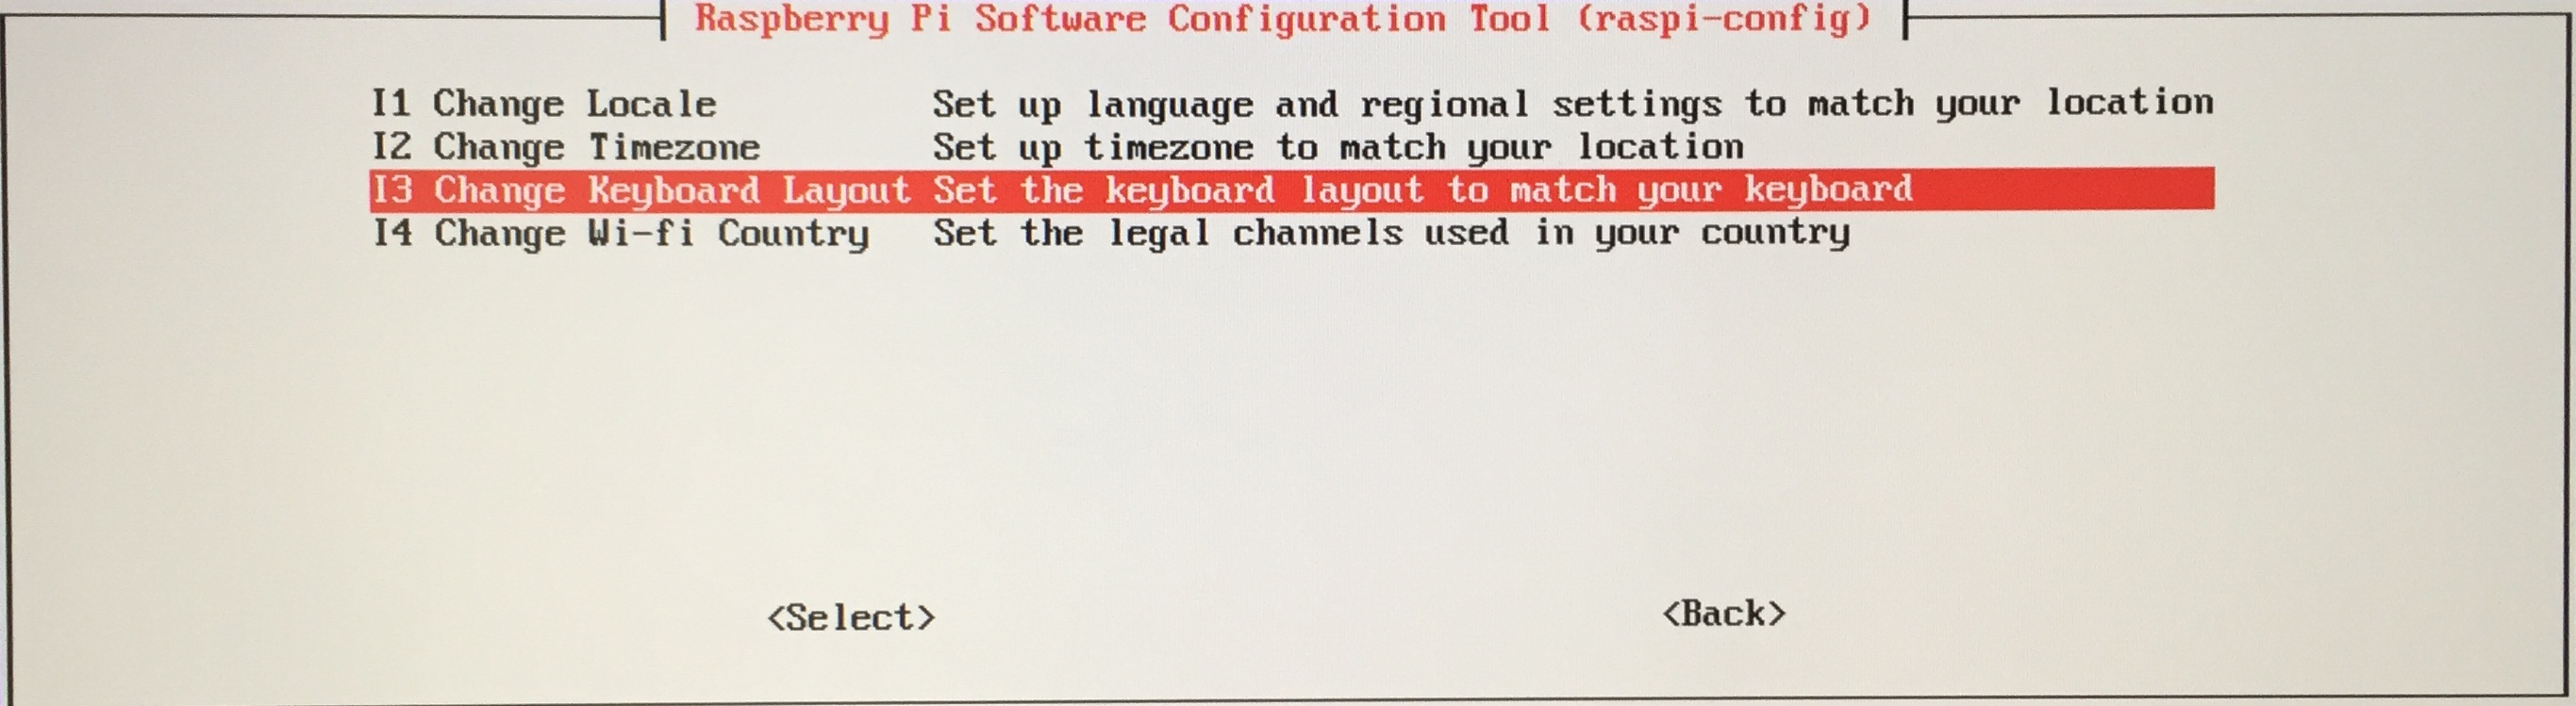 Raspberry Pi Software Configuration Tool (raspi-config)
I1 Change Locale Set up language and regional settings to match your location
I2 Change Timezone Set up timezone to match your location
I3 Change Keyboard Layout Set the keyboard layout to match your keyboard
I4 Change Wi-fi Country Set the legal channels used in your country
<Select> <Back>